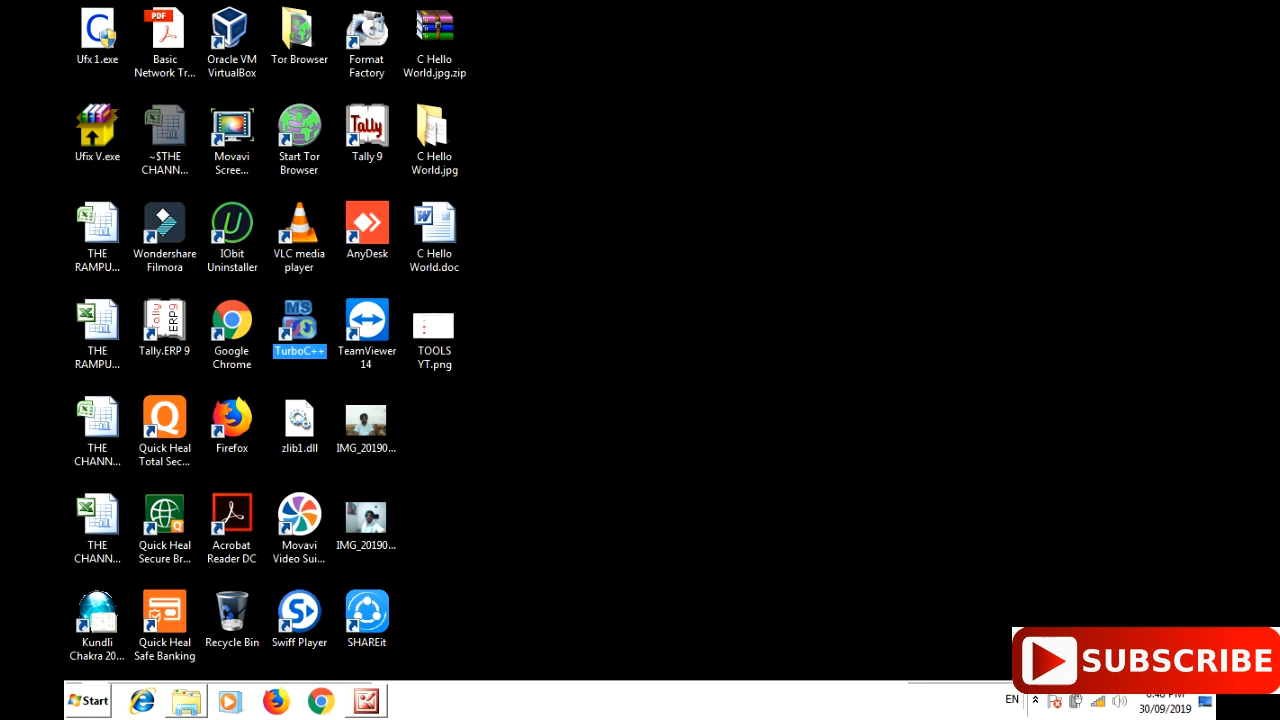 Ufx 1.exe
Basic
Network Tr...
Oracle VM
VirtualBox
Tor Browser
Format
Factory
C Hello
World.jpg.zip
Ufix V.exe
~$THE
CHANN...
Movavi
Scree...
Start Tor
Browser
Tally 9
C Hello
World.jpg
THE
RAMPU...
Wondershare
Filmora
IObit
Uninstaller
VLC media
player
AnyDesk
C Hello
World.doc
THE
RAMPU...
Tally.ERP 9
Google
Chrome
TurboC++
TeamViewer
14
TOOLS
YT.png
THE
CHANN...
Quick Heal
Total Sec...
Firefox
zlib1.dll
IMG_20190...
THE
CHANN...
Quick Heal
Secure Br...
Acrobat
Reader DC
Movavi
Video Sui...
IMG_20190...
Kundli
Chakra 20...
Quick Heal
Safe Banking
Recycle Bin
Swiff Player
SHAREit
SUBSCRIBE
Start
EN
30/09/2019